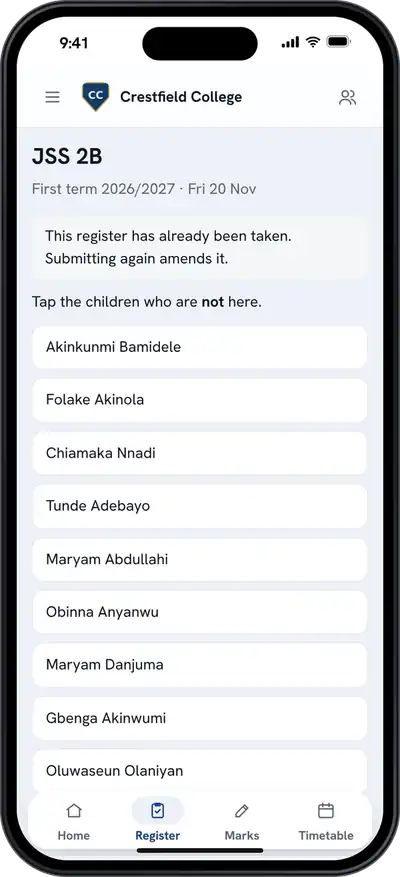 9:41
CC
Crestfield College
JSS 2B
First term 2026/2027 · Fri 20 Nov
This register has already been taken.
Submitting again amends it.
Tap the children who are not here.
Akinkunmi Bamidele
Folake Akinola
Chiamaka Nnadi
Tunde Adebayo
Maryam Abdullahi
Obinna Anyanwu
Maryam Danjuma
Gbenga Akinwumi
Oluwaseun Olaniyan
Home
Register
Marks
Timetable